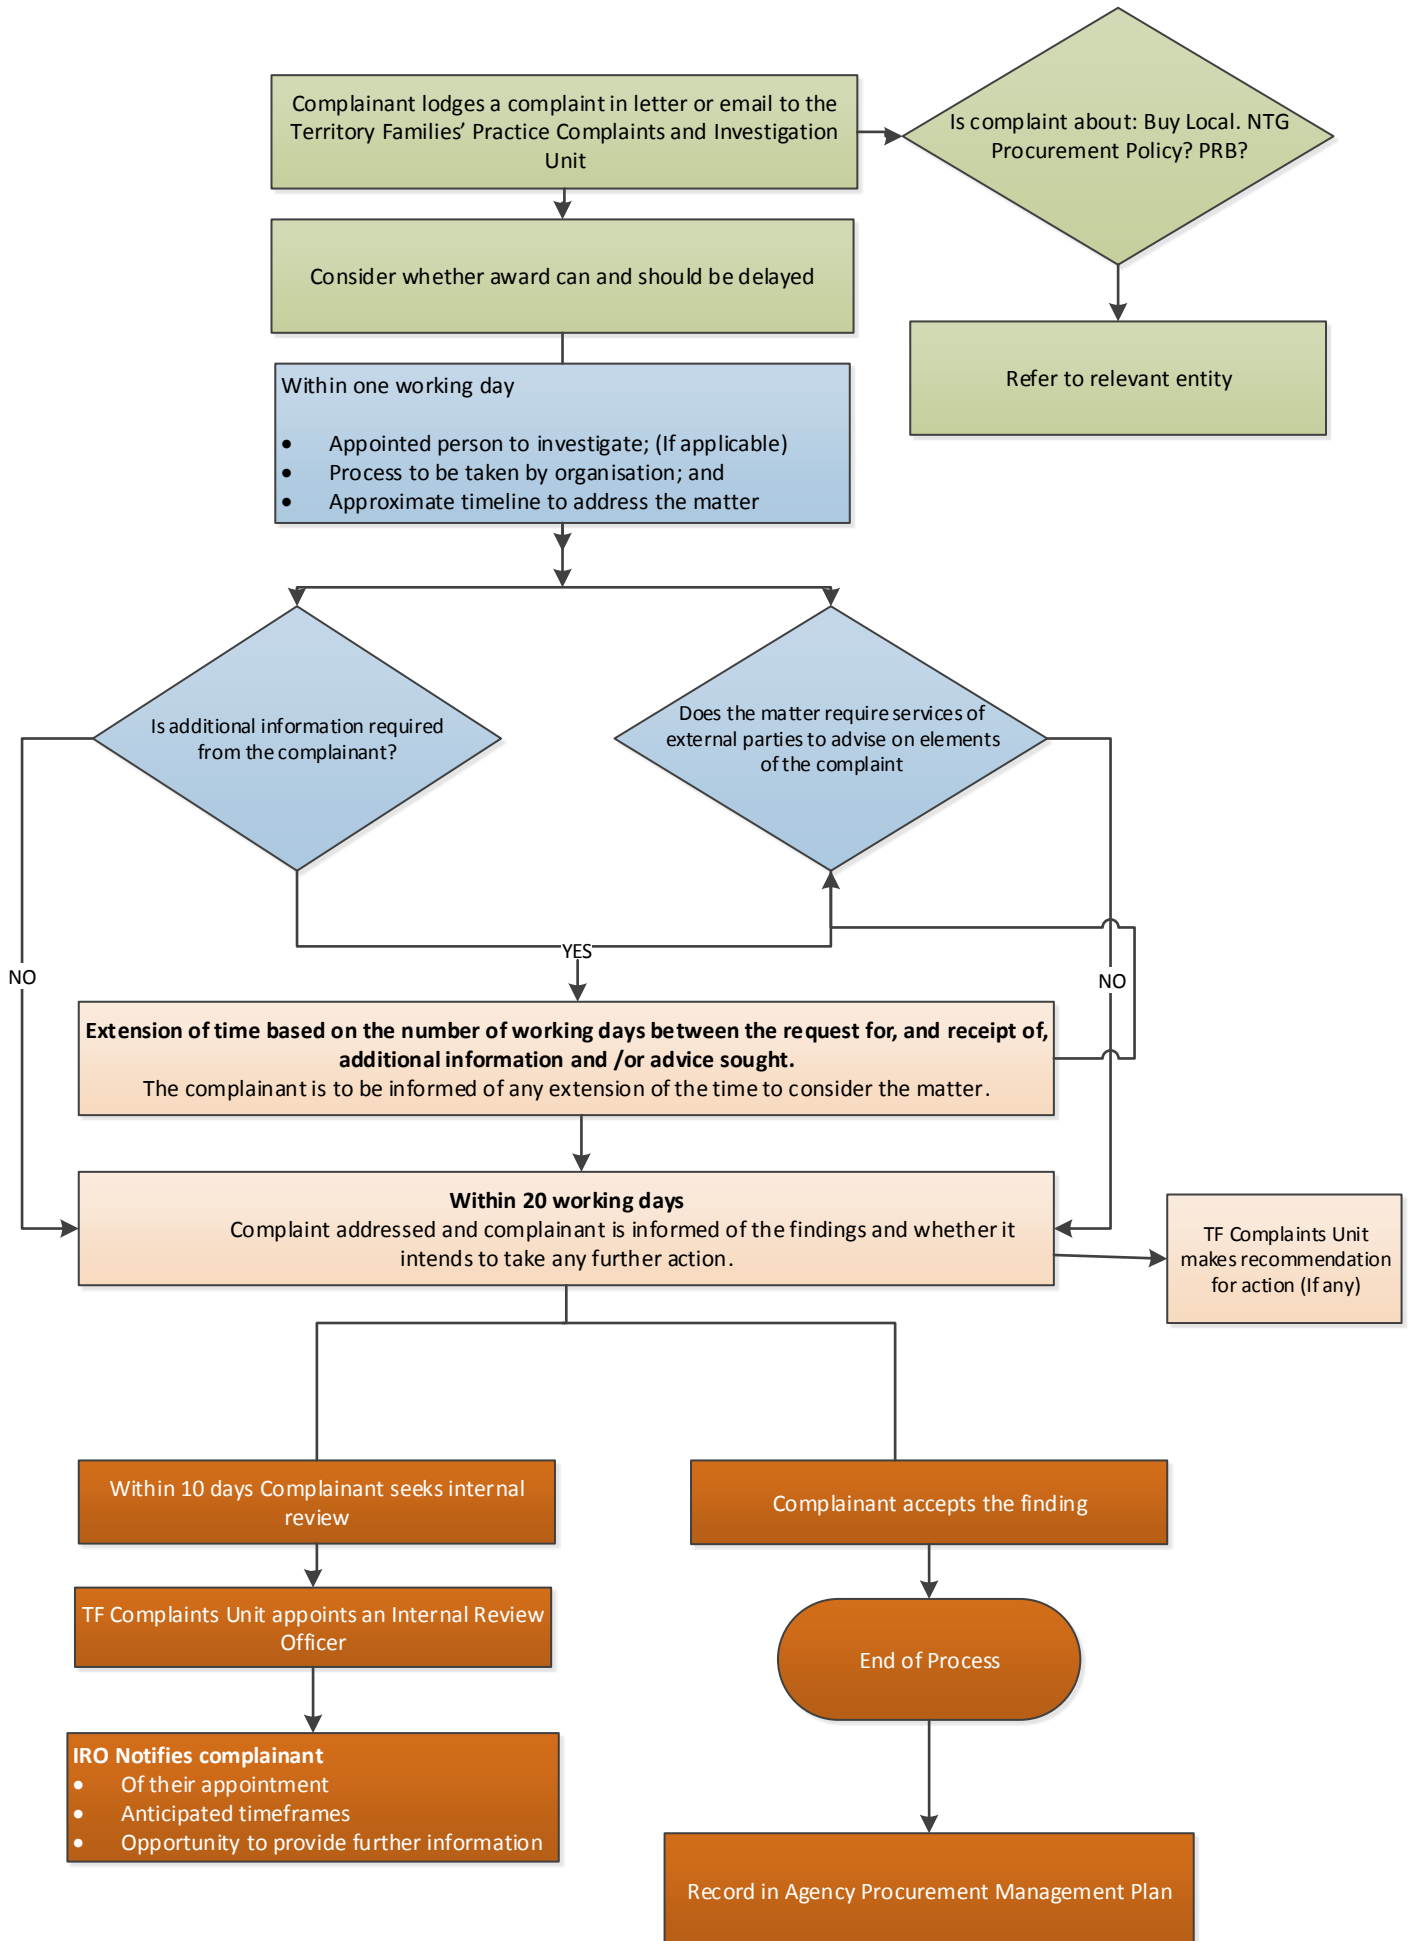 Complainant lodges a complaint in letter or email to the
Territory Families’ Practice Complaints and Investigation
Unit
Is complaint about: Buy Local. NTG
Procurement Policy? PRB?
Consider whether award can and should be delayed
Refer to relevant entity
Within one working day
• Appointed person to investigate; (If applicable)
• Process to be taken by organisation; and
• Approximate timeline to address the matter
Is additional information required
from the complainant?
Does the matter require services of
external parties to advise on elements
of the complaint
YES
NO
NO
Extension of time based on the number of working days between the request for, and receipt of,
additional information and /or advice sought.
The complainant is to be informed of any extension of the time to consider the matter.
Within 20 working days
Complaint addressed and complainant is informed of the findings and whether it
intends to take any further action.
TF Complaints Unit
makes recommendation
for action (If any)
Within 10 days Complainant seeks internal
review
Complainant accepts the finding
TF Complaints Unit appoints an Internal Review
Officer
End of Process
IRO Notifies complainant
• Of their appointment
• Anticipated timeframes
• Opportunity to provide further information
Record in Agency Procurement Management Plan